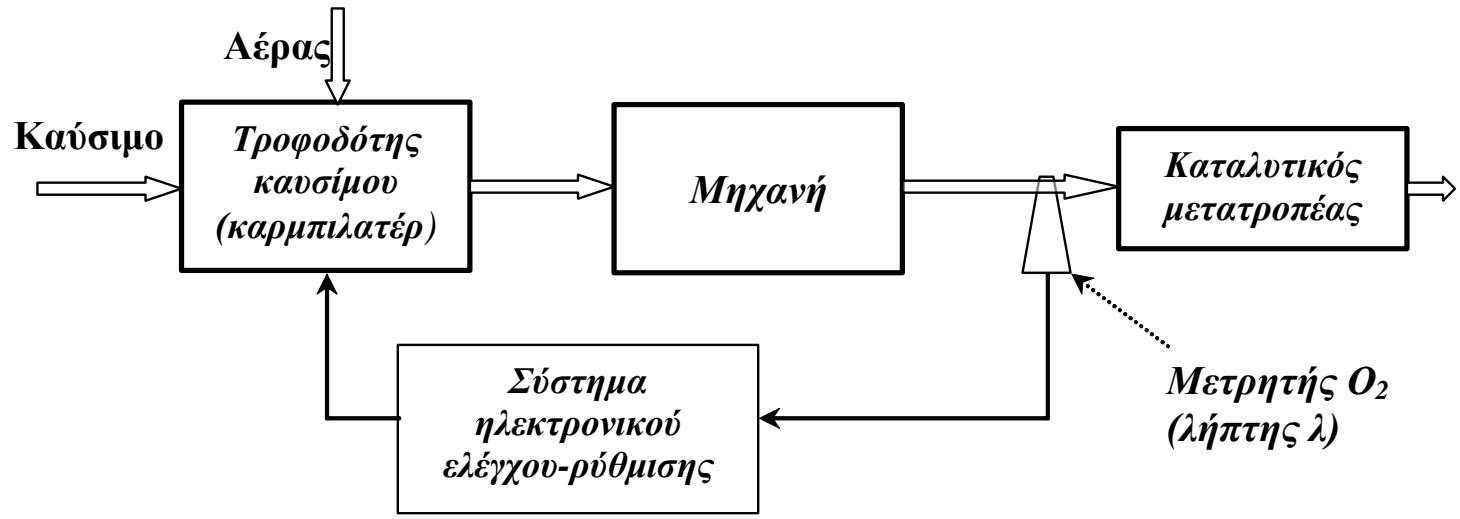 Αέρας
Καύσιμο
Τροφοδότης
καυσίμου
(καρμπιλατέρ)
Μηχανή
Καταλυτικός
μετατροπέας
Σύστημα
ηλεκτρονικού
ελέγχου-ρύθμισης
Μετρητής O₂
(λήπτης λ)